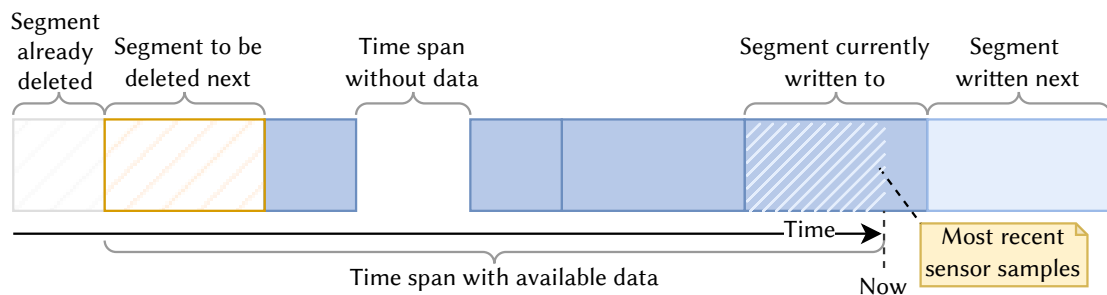 Segment
already
deleted
Segment to be
deleted next
Time span
without data
Segment currently
written to
Segment
written next
Time
Most recent
sensor samples
Time span with available data
Now